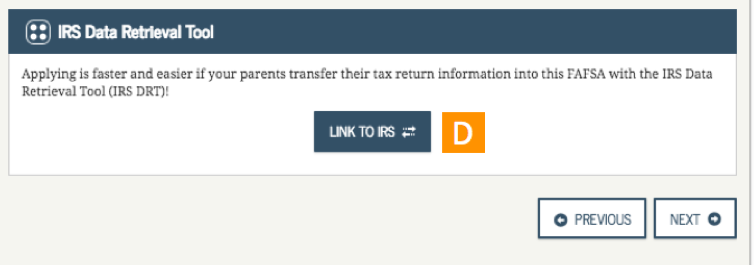 IRS Data Retrieval Tool
Applying is faster and easier if your parents transfer their tax return information into this FAFSA with the IRS Data
Retrieval Tool (IRS DRT)!
LINK TO IRS
D
PREVIOUS
NEXT